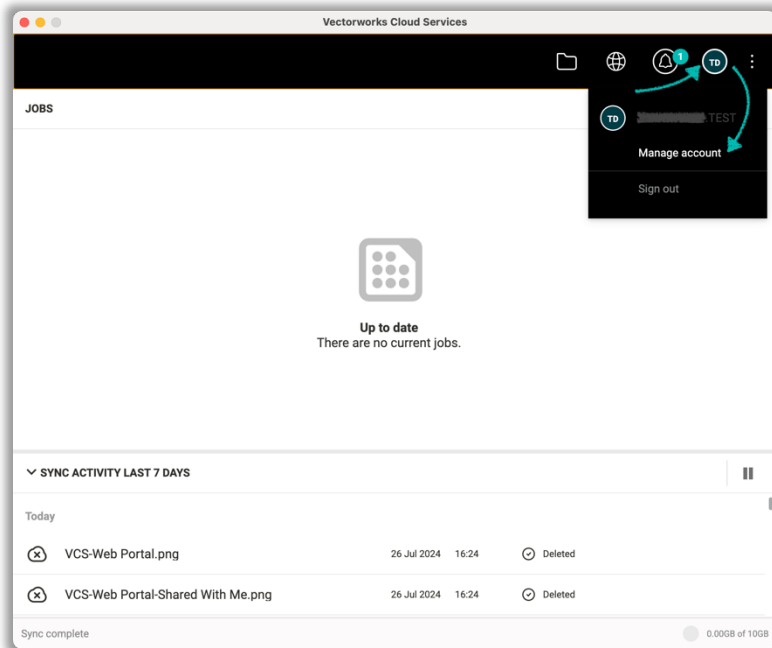 Vectorworks Cloud Services
1
TD
JOBS
TD
TEST
Manage account
Sign out
Up to date
There are no current jobs.
SYNC ACTIVITY LAST 7 DAYS
Today
VCS-Web Portal.png 26 Jul 2024 16:24 Deleted
VCS-Web Portal-Shared With Me.png 26 Jul 2024 16:24 Deleted
Sync complete 0.00GB of 10GB